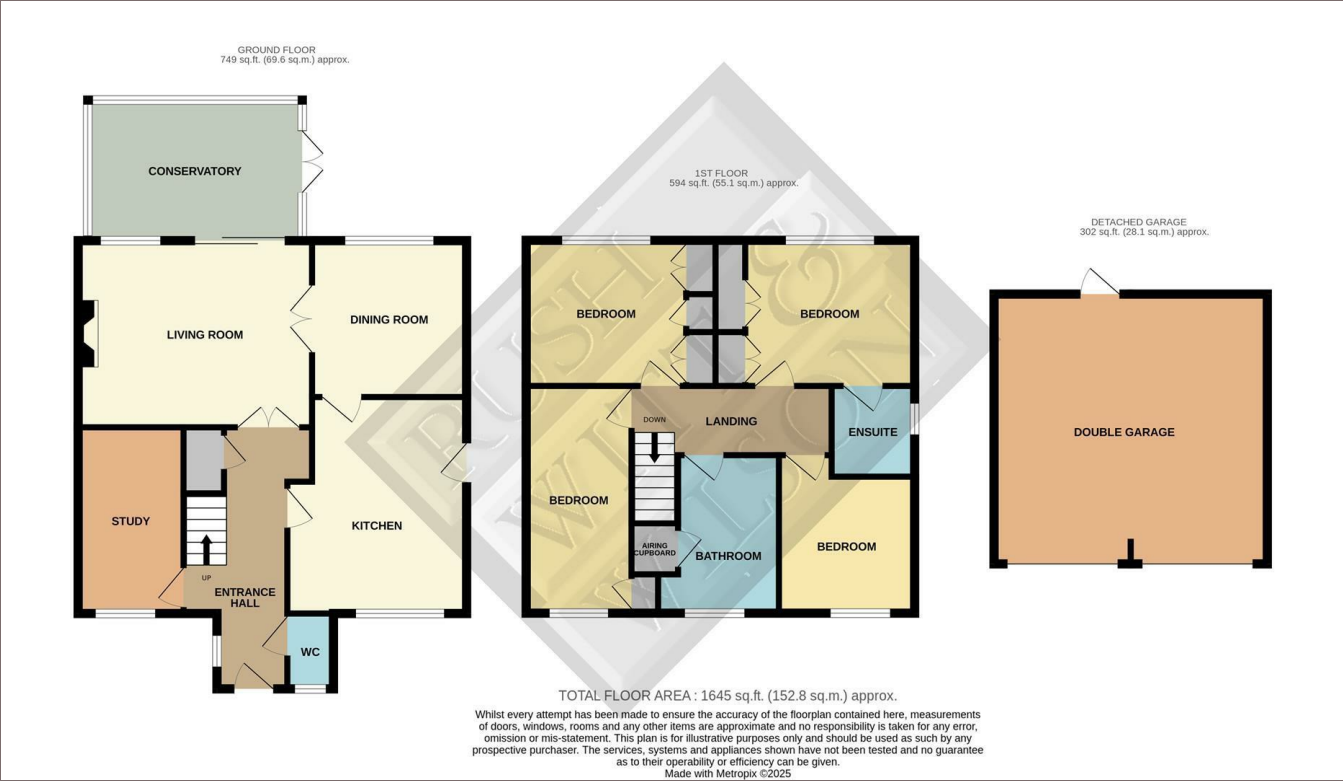 GROUND FLOOR
749 sq.ft. (69.6 sq.m.) approx.
CONSERVATORY
LIVING ROOM
DINING ROOM
STUDY
KITCHEN
UP
ENTRANCE
HALL
WC
1ST FLOOR
594 sq.ft. (55.1 sq.m.) approx.
BEDROOM
BEDROOM
DOWN
LANDING
ENSUITE
BEDROOM
AIRING
CUPBOARD
BATHROOM
BEDROOM
RUSH
WITT &
WILSON
DETACHED GARAGE
302 sq.ft. (28.1 sq.m.) approx.
DOUBLE GARAGE
TOTAL FLOOR AREA : 1645 sq.ft. (152.8 sq.m.) approx.
Whilst every attempt has been made to ensure the accuracy of the floorplan contained here, measurements
of doors, windows, rooms and any other items are approximate and no responsibility is taken for any error,
omission or mis-statement. This plan is for illustrative purposes only and should be used as such by any
prospective purchaser. The services, systems and appliances shown have not been tested and no guarantee
as to their operability or efficiency can be given.
Made with Metropix ©2025